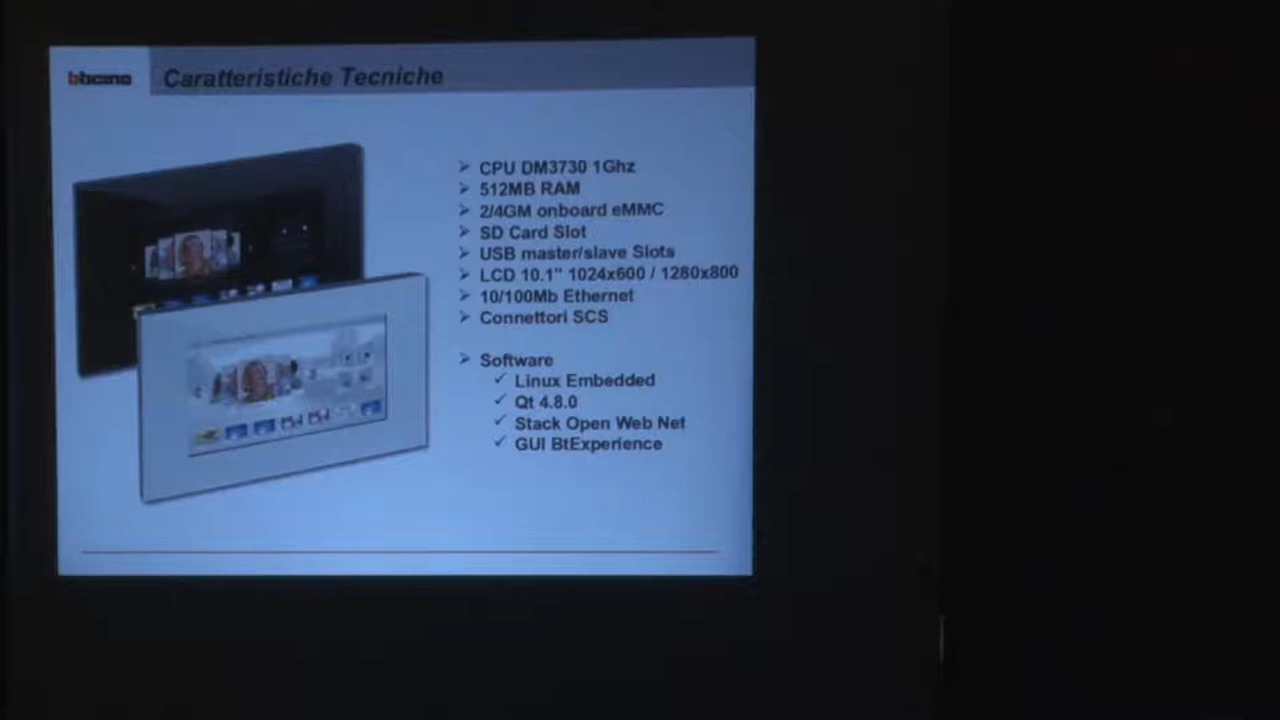 bticino
Caratteristiche Tecniche
CPU DM3730 1Ghz
512MB RAM
2/4GM onboard eMMC
SD Card Slot
USB master/slave Slots
LCD 10.1" 1024x600 / 1280x800
10/100Mb Ethernet
Connettori SCS
Software
Linux Embedded
Qt 4.8.0
Stack Open Web Net
GUI BtExperience